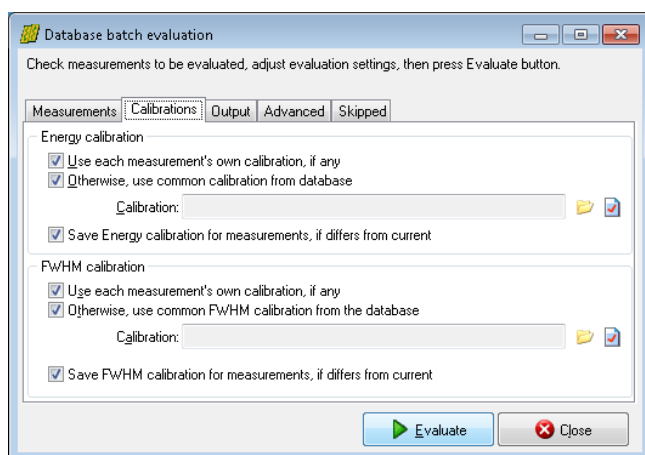 Database batch evaluation
Check measurements to be evaluated, adjust evaluation settings, then press Evaluate button.
Measurements Calibrations Output Advanced Skipped
Energy calibration
Use each measurement's own calibration, if any
Otherwise, use common calibration from database
Calibration:
Save Energy calibration for measurements, if differs from current
FWHM calibration
Use each measurement's own calibration, if any
Otherwise, use common FWHM calibration from the database
Calibration:
Save FWHM calibration for measurements, if differs from current
Evaluate Close